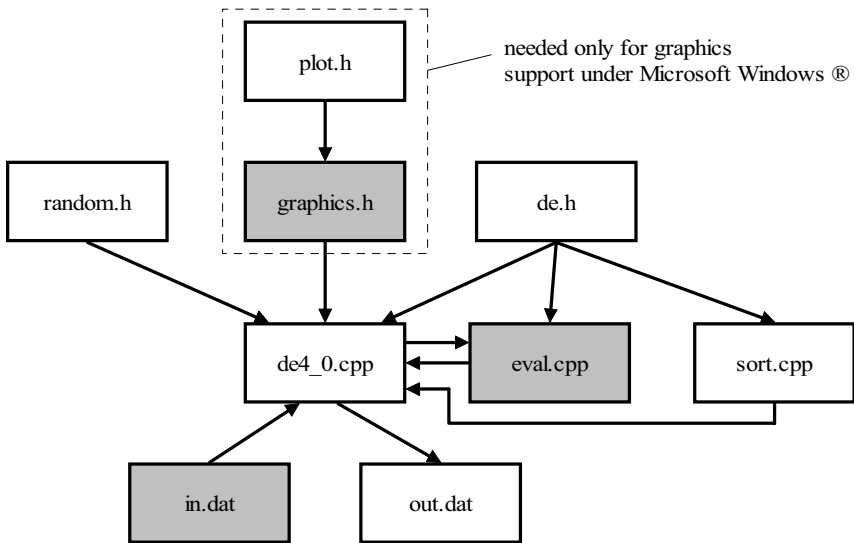 plot.h
needed only for graphics
support under Microsoft Windows ®
random.h
graphics.h
de.h
de4_0.cpp
eval.cpp
sort.cpp
in.dat
out.dat